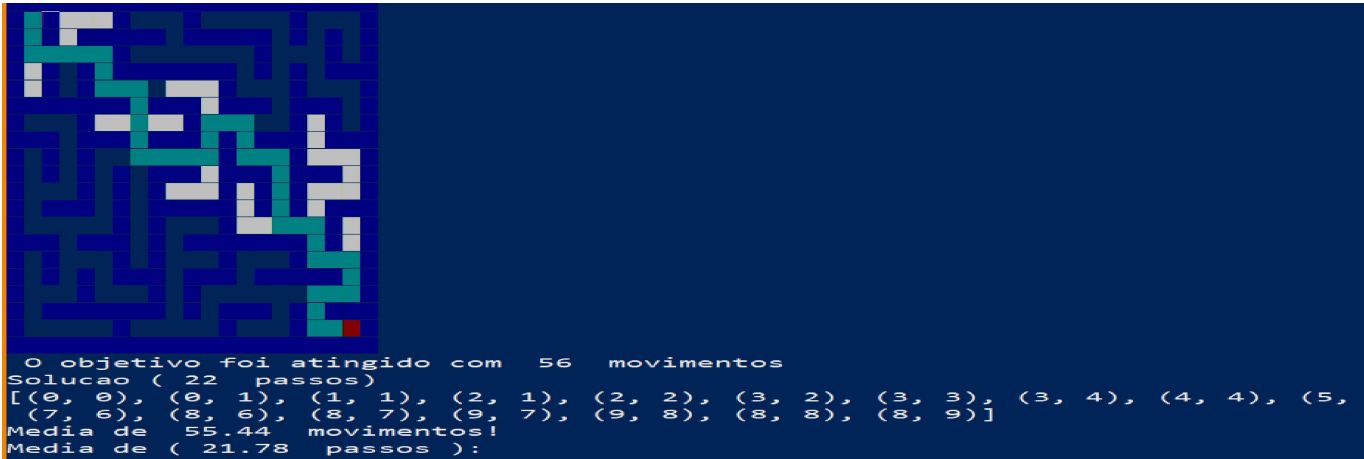 O objetivo foi atingido com 56 movimentos
Solucao ( 22 passos)
[(0, 0), (0, 1), (1, 1), (2, 1), (2, 2), (3, 2), (3, 3), (3, 4), (4, 4), (5,
(7, 6), (8, 6), (8, 7), (9, 7), (9, 8), (8, 8), (8, 9)]
Media de 55.44 movimentos!
Media de ( 21.78 passos ):